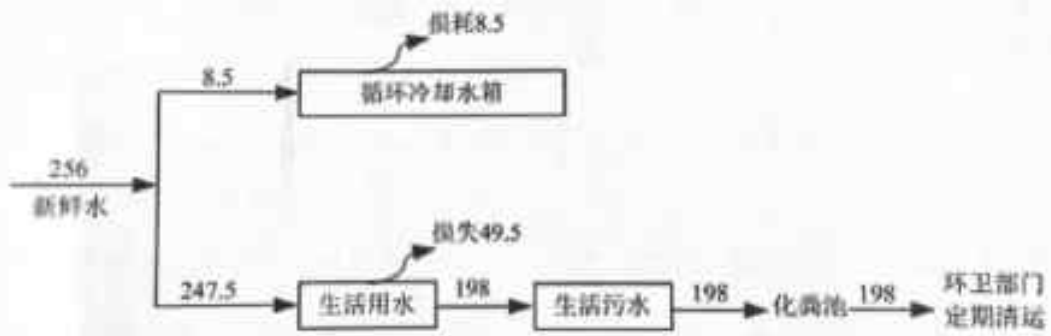 损耗8.5
8.5
循环冷却水箱
256
新鲜水
损失49.5
247.5
生活用水
198
生活污水
198
化粪池
198
环卫部门
定期清运